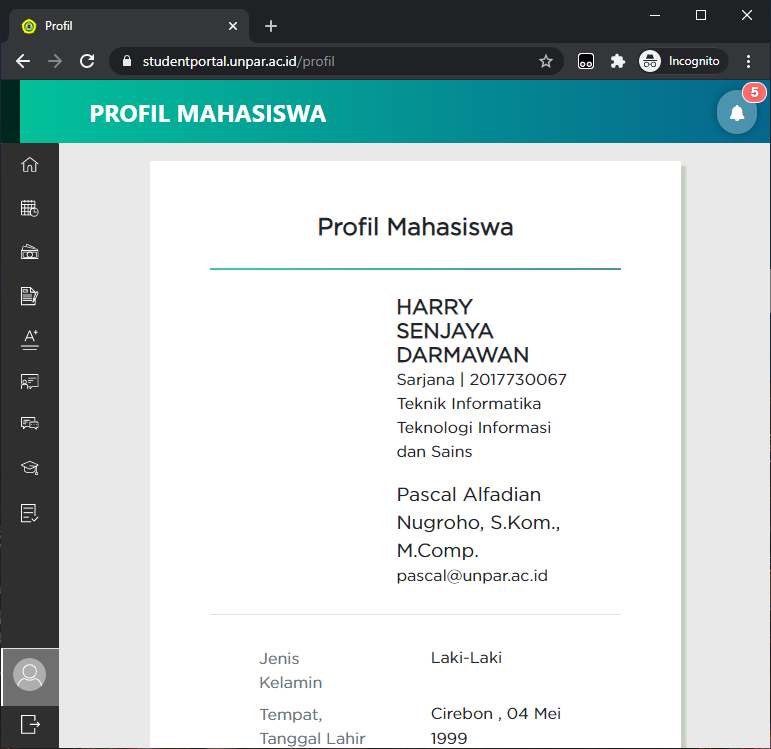 Profil
studentportal.unpar.ac.id/profil
Incognito
PROFIL MAHASISWA
5
A+
Profil Mahasiswa
HARRY
SENJAYA
DARMAWAN
Sarjana | 2017730067
Teknik Informatika
Teknologi Informasi
dan Sains
Pascal Alfadian
Nugroho, S.Kom.,
M.Comp.
pascal@unpar.ac.id
Jenis
Kelamin
Laki-Laki
Tempat,
Tanggal Lahir
Cirebon , 04 Mei
1999